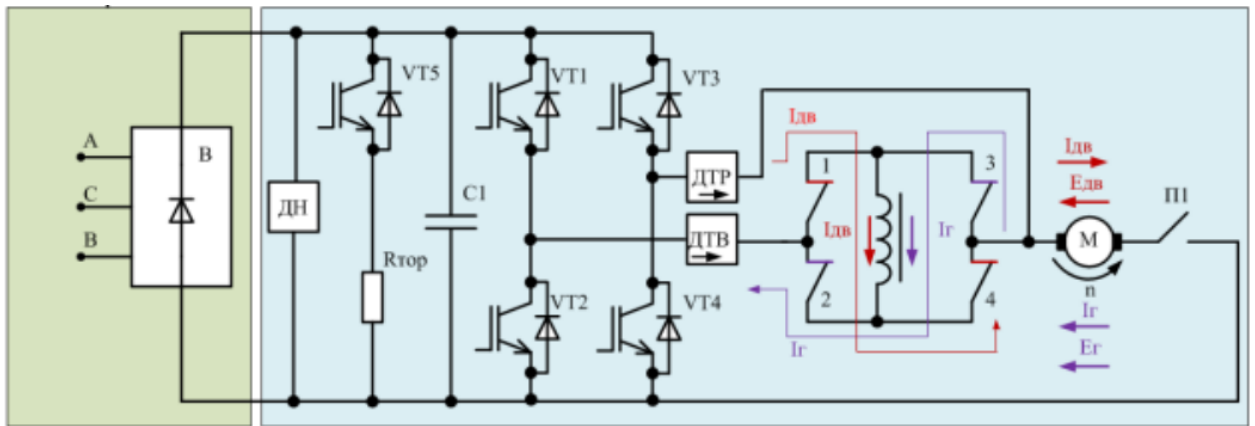 A
C
B
B
ДН
VT5
Rтор
C1
VT1
VT3
VT2
VT4
ДТР
ДТВ
Iдв
1
2
3
4
Iдв
Iг
Iг
Iдв
Eдв
М
n
Iг
Eг
П1